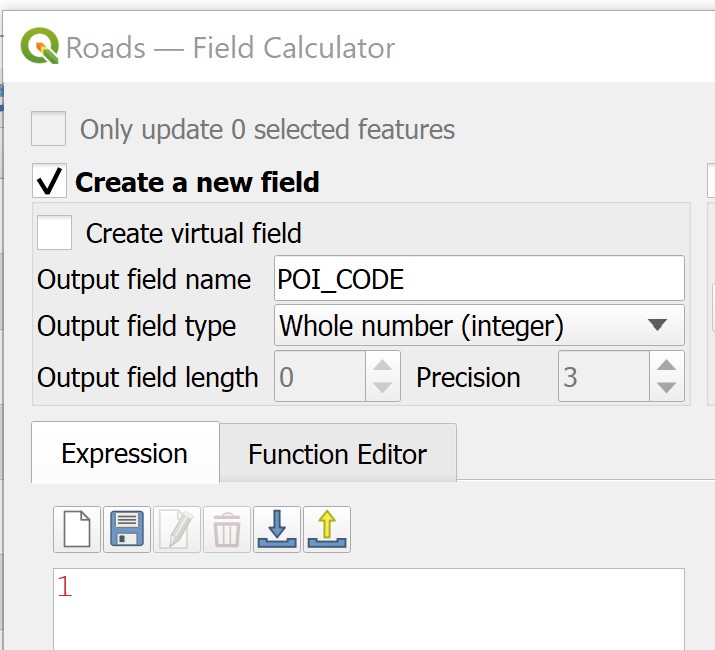 Roads — Field Calculator
Only update 0 selected features
Create a new field
Create virtual field
Output field name POI_CODE
Output field type Whole number (integer)
Output field length 0 Precision 3
Expression Function Editor
1